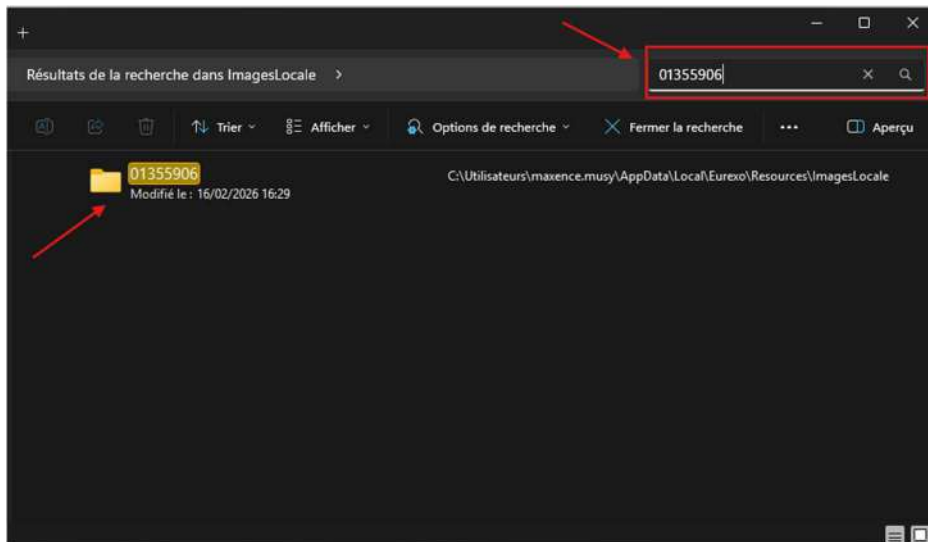 Résultats de la recherche dans ImagesLocale
01355906
Trier
Afficher
Options de recherche
Fermer la recherche
Aperçu
01355906
C:\Utilisateurs\maxence.musy\AppData\Local\Eurexo\Resources\ImagesLocale
Modifié le : 16/02/2026 16:29